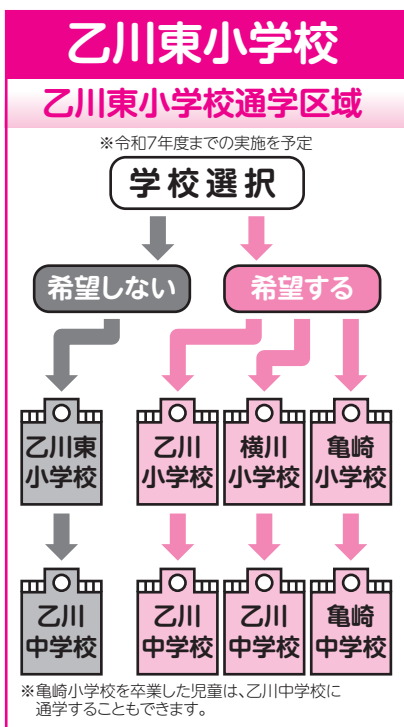 乙川東小学校
乙川東小学校通学区域
※令和7年度までの実施を予定
学校選択
希望しない
希望する
乙川東
小学校
乙川
小学校
横川
小学校
亀崎
小学校
乙川
中学校
乙川
中学校
乙川
中学校
亀崎
中学校
※亀崎小学校を卒業した児童は、乙川中学校に
通学することもできます。